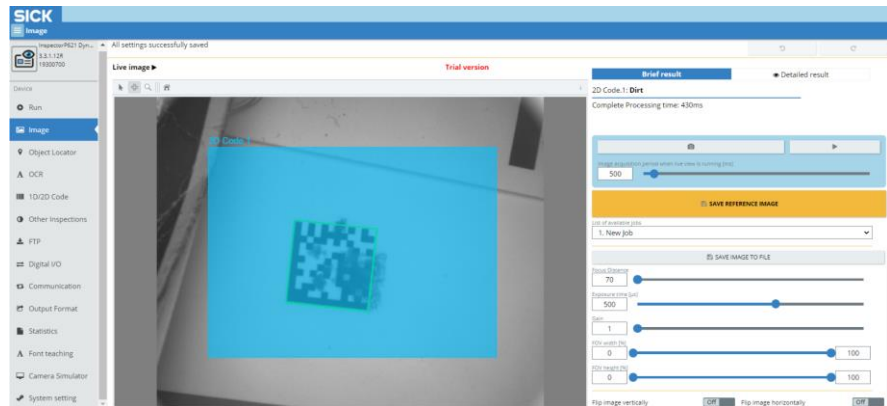 SICK
Image
InspectorP621 Dyn...
5.3.1.12R
19300700
All settings successfully saved
Device
Run
Image
Object Locator
OCR
1D/2D Code
Other Inspections
FTP
Digital I/O
Communication
Output Format
Statistics
Font teaching
Camera Simulator
System setting
Live image
Trial version
2D Code.1
Brief result
Detailed result
2D Code.1: Dirt
Complete Processing time: 430ms
Image acquisition period when live view is running [ms]
500
SAVE REFERENCE IMAGE
List of available jobs
1. New Job
SAVE IMAGE TO FILE
Focus Distance
70
Exposure time [µs]
500
Gain
1
FOV width [%]
0
100
FOV height [%]
0
100
Flip image vertically
Off
Flip image horizontally
Off